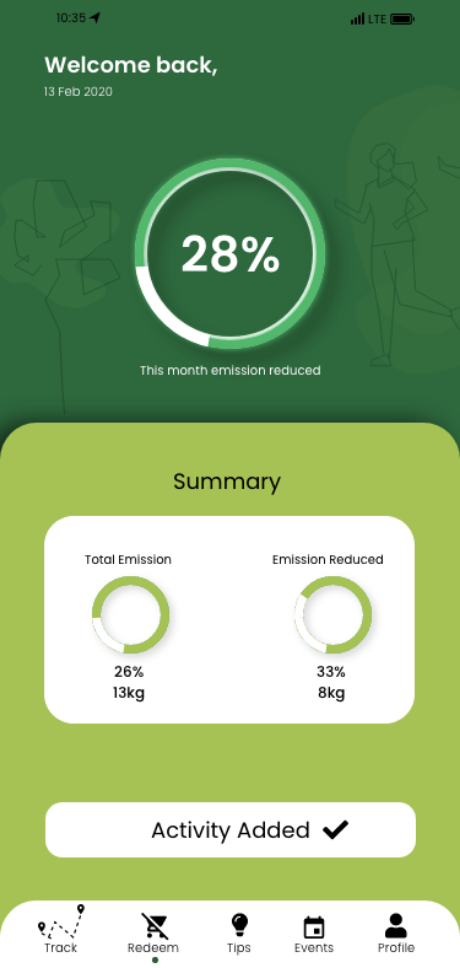 10:35 LTE
Welcome back,
13 Feb 2020
28%
This month emission reduced
Summary
Total Emission Emission Reduced
26% 33%
13kg 8kg
Activity Added
Track Redeem Tips Events Profile